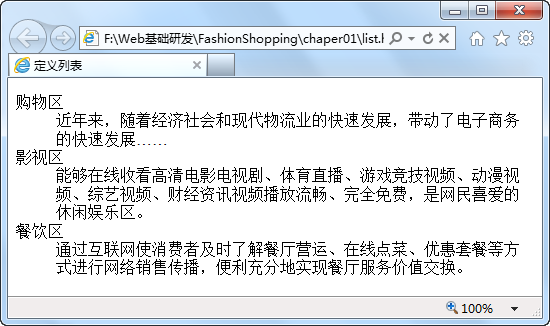 F:\Web基础研发\FashionShopping\chaper01\list.h
定义列表
购物区
近年来，随着经济社会和现代物流业的快速发展，带动了电子商务
的快速发展……
影视区
能够在线收看高清电影电视剧、体育直播、游戏竞技视频、动漫视
频、综艺视频、财经资讯视频播放流畅、完全免费，是网民喜爱的
休闲娱乐区。
餐饮区
通过互联网使消费者及时了解餐厅营运、在线点菜、优惠套餐等方
式进行网络销售传播，便利充分地实现餐厅服务价值交换。
100%